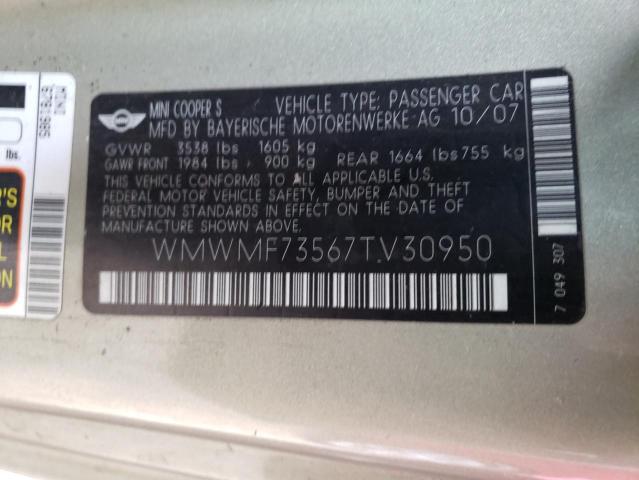 MINI COOPER S VEHICLE TYPE: PASSENGER CAR
MFD BY BAYERISCHE MOTORENWERKE-AG 10/07
GVWR 3538 lbs 1605 kg
GAWR FRONT 1984 lbs 900 kg REAR 1664 lbs 755 kg
THIS VEHICLE CONFORMS TO ALL APPLICABLE U.S.
FEDERAL MOTOR VEHICLE SAFETY, BUMPER AND THEFT
PREVENTION STANDARDS IN EFFECT ON THE DATE OF
MANUFACTURE SHOWN ABOVE.
WMWMF73567TV30950
7 049 307
MINI
lbs.
'S
OR
L
ON